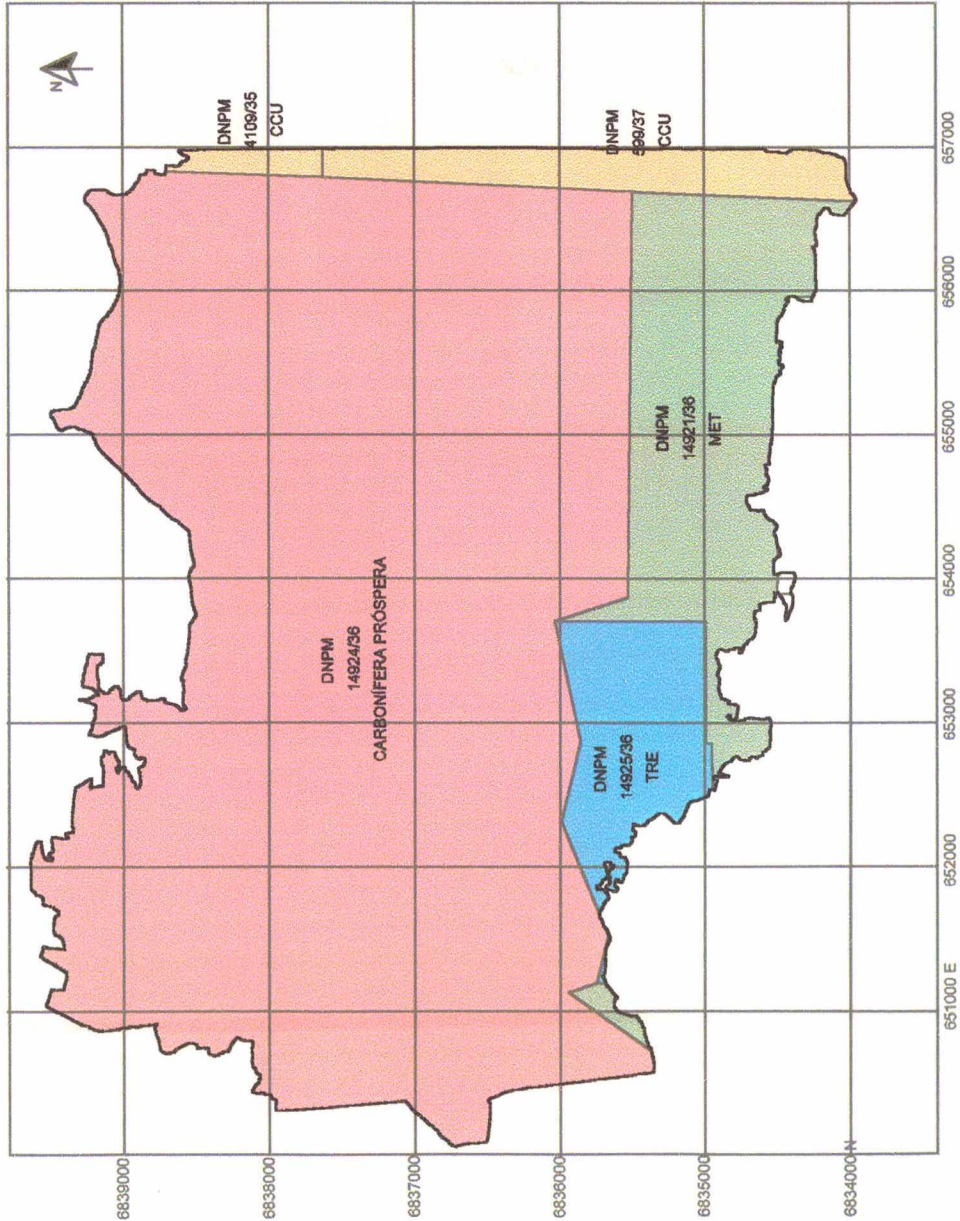 N
DNPM
4109/35
CCU
DNPM
599/37
CCU
DNPM
14924/36
CARBONÍFERA PRÓSPERA
DNPM
14921/36
MET
DNPM
14925/36
TRE
6839000
6838000
6837000
6836000
6835000
6834000 N
651000 E
652000
653000
654000
655000
656000
657000